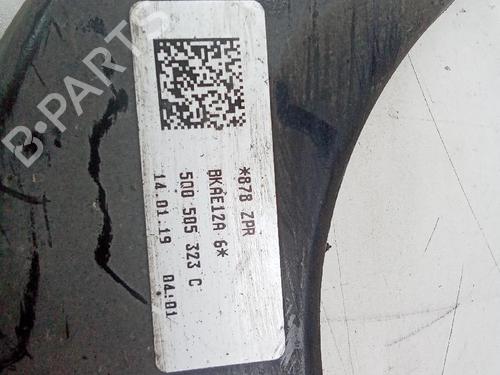 B-PARTS
*878 ZPR
BKAE12A 6*
5Q0 505 323 C
14.01.19 04:01